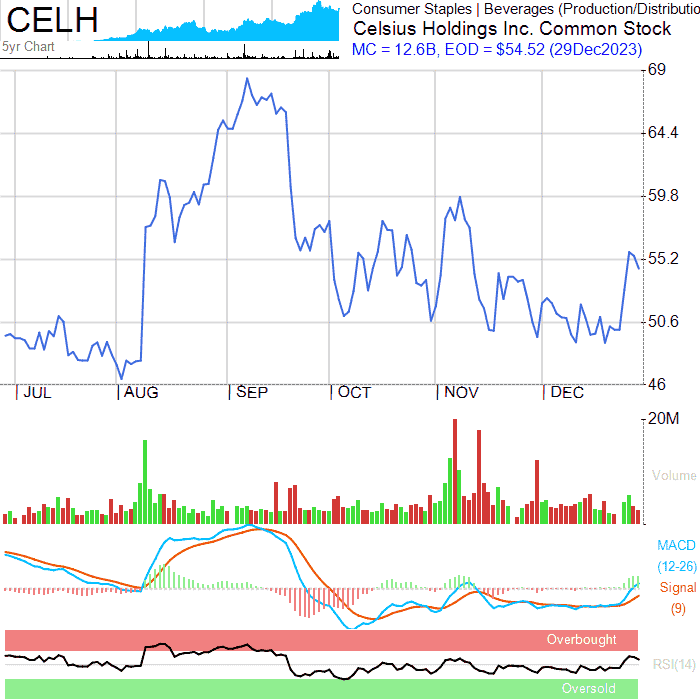 CELH
5yr Chart
Consumer Staples | Beverages (Production/Distributio
Celsius Holdings Inc. Common Stock
MC = 12.6B, EOD = $54.52 (29Dec2023)
69
64.4
59.8
55.2
50.6
46
JUL AUG SEP OCT NOV DEC
20M
Volume
MACD
(12-26)
Signal
(9)
Overbought
RSI(14)
Oversold